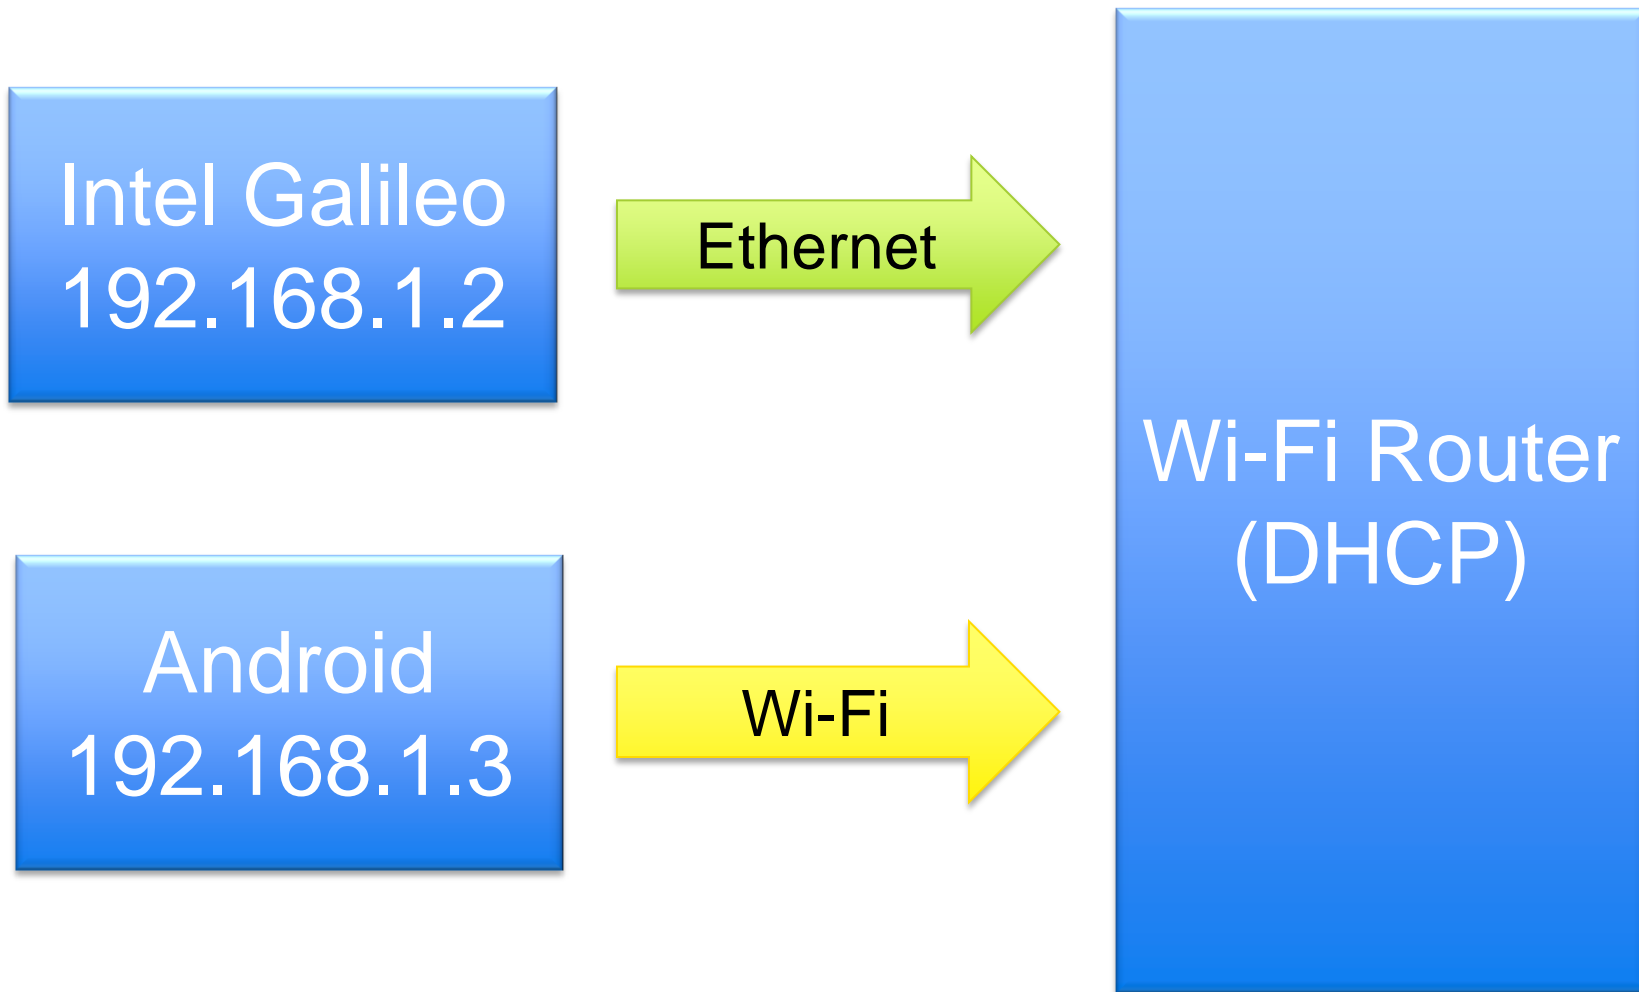 Intel Galileo
192.168.1.2
Ethernet
Android
192.168.1.3
Wi-Fi
Wi-Fi Router
(DHCP)